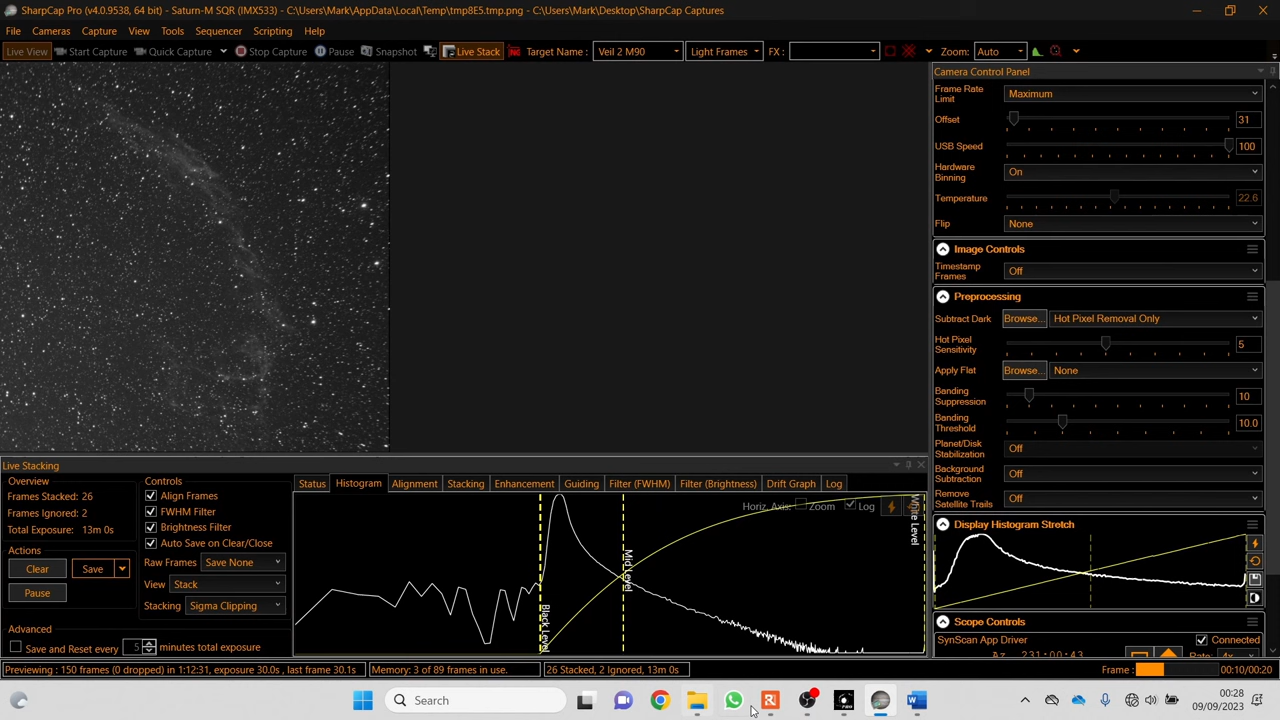 SharpCap Pro (v4.0.9538, 64 bit) - Saturn-M SQR (IMX533) - C:\Users\Mark\AppData\Local\Temp\tmp8E5.tmp.png - C:\Users\Mark\Desktop\SharpCap Captures
File Cameras Capture View Tools Sequencer Scripting Help
Live View Start Capture Quick Capture Stop Capture Pause Snapshot Live Stack Target Name : Veil 2 M90 Light Frames FX : Zoom: Auto
Camera Control Panel
Frame Rate Limit Maximum
Offset 31
USB Speed 100
Hardware Binning On
Temperature 22.6
Flip None
Image Controls
Timestamp Frames Off
Preprocessing
Subtract Dark Browse... Hot Pixel Removal Only
Hot Pixel Sensitivity 5
Apply Flat Browse... None
Banding Suppression 10
Banding Threshold 10.0
Planet/Disk Stabilization Off
Background Subtraction Off
Remove Satellite Trails Off
Display Histogram Stretch
Scope Controls
SynScan App Driver Connected
Az 231:00:43 Rate: 4x
Live Stacking
Overview
Frames Stacked: 26
Frames Ignored: 2
Total Exposure: 13m 0s
Actions
Clear Save
Pause
Advanced
Save and Reset every 5 minutes total exposure
Controls
Align Frames
FWHM Filter
Brightness Filter
Auto Save on Clear/Close
Raw Frames Save None
View Stack
Stacking Sigma Clipping
Status Histogram Alignment Stacking Enhancement Guiding Filter (FWHM) Filter (Brightness) Drift Graph Log
Horiz. Axis: Zoom Log
Black Level
Mid Level
White Level
Previewing : 150 frames (0 dropped) in 1:12:31, exposure 30.0s , last frame 30.1s Memory: 3 of 89 frames in use. 26 Stacked, 2 Ignored, 13m 0s Frame : 00:10/00:20
Search
00:28
09/09/2023